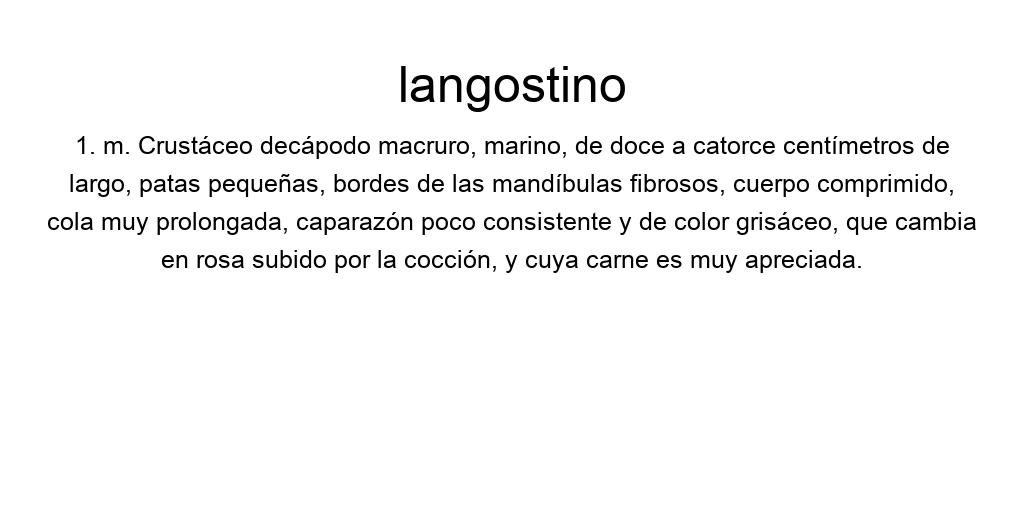 langostino
1. m. Crustáceo decápodo macruro, marino, de doce a catorce centímetros de
largo, patas pequeñas, bordes de las mandíbulas fibrosos, cuerpo comprimido,
cola muy prolongada, caparazón poco consistente y de color grisáceo, que cambia
en rosa subido por la cocción, y cuya carne es muy apreciada.